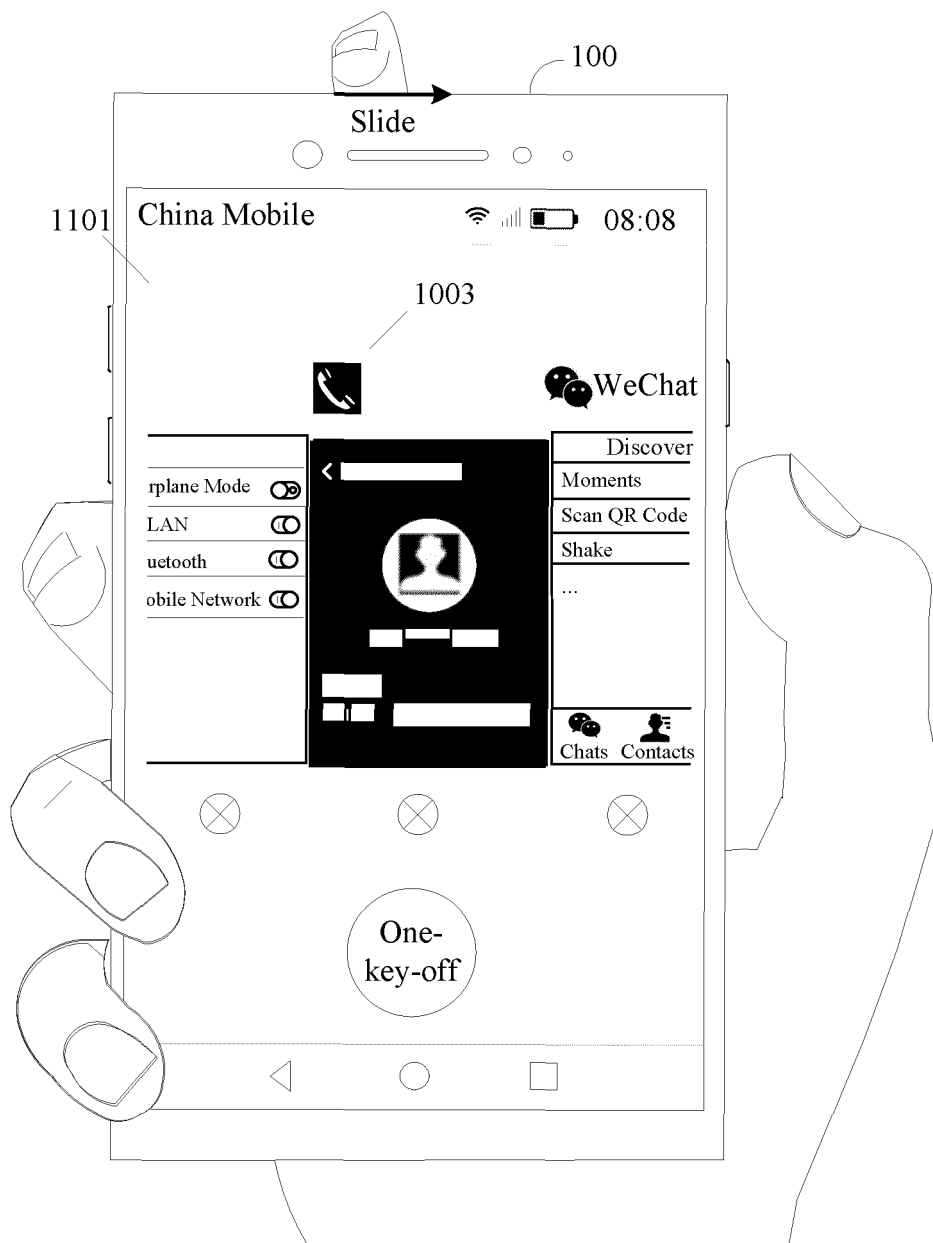 100
Slide
China Mobile
08:08
1101
1003
WeChat
Discover
rplane Mode
Moments
LAN
Scan QR Code
uetooth
Shake
obile Network
...
Chats Contacts
One-
key-off